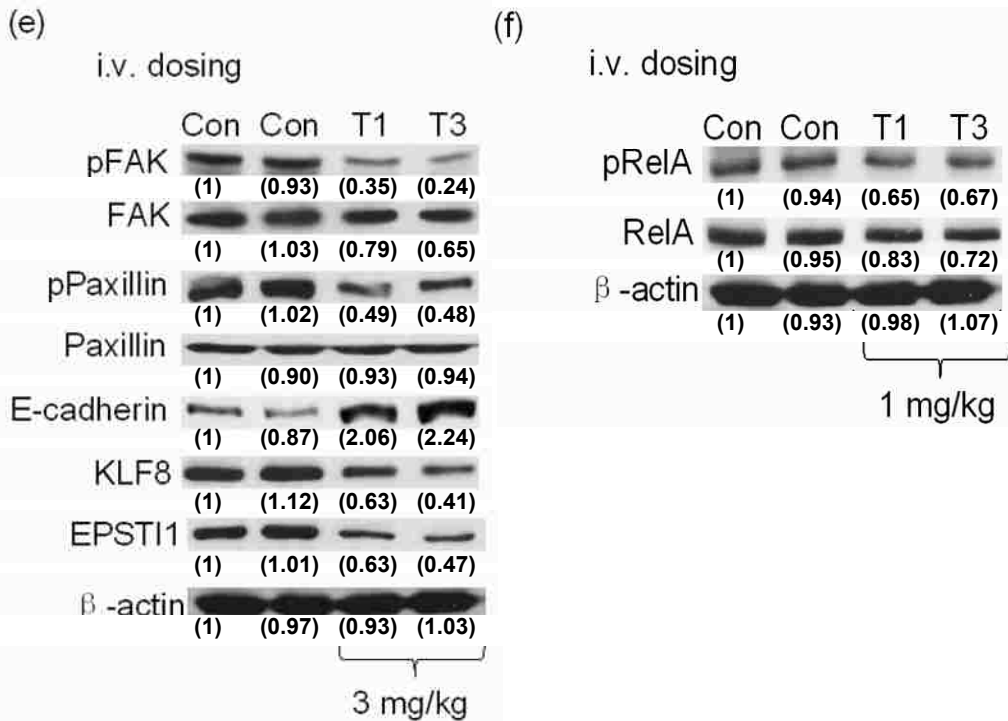 (e)
i.v. dosing
Con Con T1 T3
pFAK
(1) (0.93) (0.35) (0.24)
FAK
(1) (1.03) (0.79) (0.65)
pPaxillin
(1) (1.02) (0.49) (0.48)
Paxillin
(1) (0.90) (0.93) (0.94)
E-cadherin
(1) (0.87) (2.06) (2.24)
KLF8
(1) (1.12) (0.63) (0.41)
EPSTI1
(1) (1.01) (0.63) (0.47)
β-actin
(1) (0.97) (0.93) (1.03)
3 mg/kg
(f)
i.v. dosing
Con Con T1 T3
pRelA
(1) (0.94) (0.65) (0.67)
RelA
(1) (0.95) (0.83) (0.72)
β-actin
(1) (0.93) (0.98) (1.07)
1 mg/kg